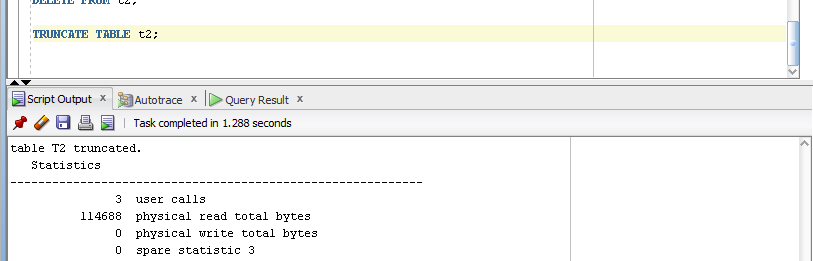 DELETE FROM t2;
TRUNCATE TABLE t2;
Script Output x Autotrace x Query Result x
Task completed in 1.288 seconds
table T2 truncated.
Statistics
-----------------------------------------------------------
3 user calls
114688 physical read total bytes
0 physical write total bytes
0 spare statistic 3